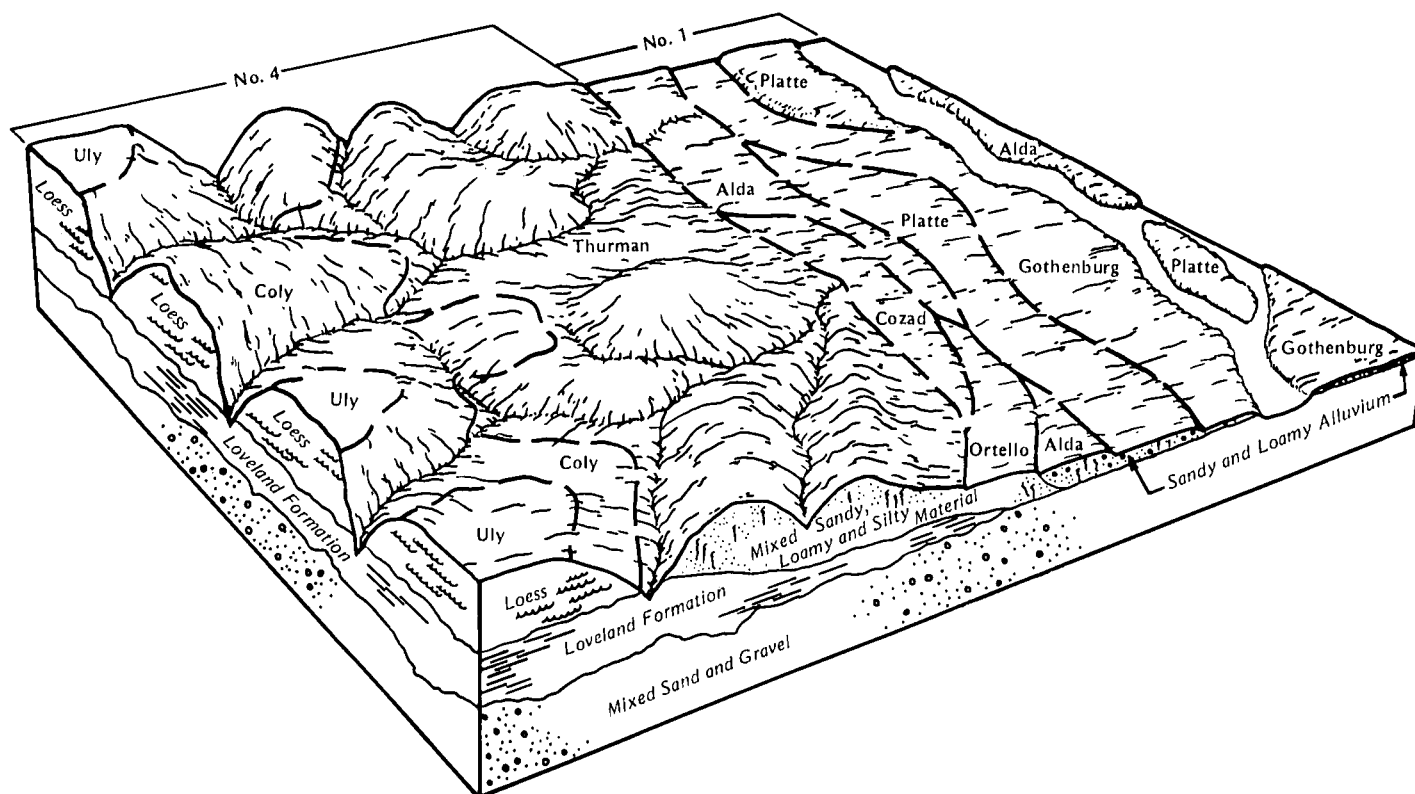 No. 4
No. 1
Platte
Uly
Loess
Alda
Alda
Platte
Thurman
Gothenburg
Platte
Coly
Loess
Cozad
Gothenburg
Uly
Loess
Loveland Formation
Coly
Ortello
Alda
Sandy and Loamy Alluvium
Uly
Mixed Sandy,
Loamy and Silty Material
Loess
Loveland Formation
Mixed Sand and Gravel